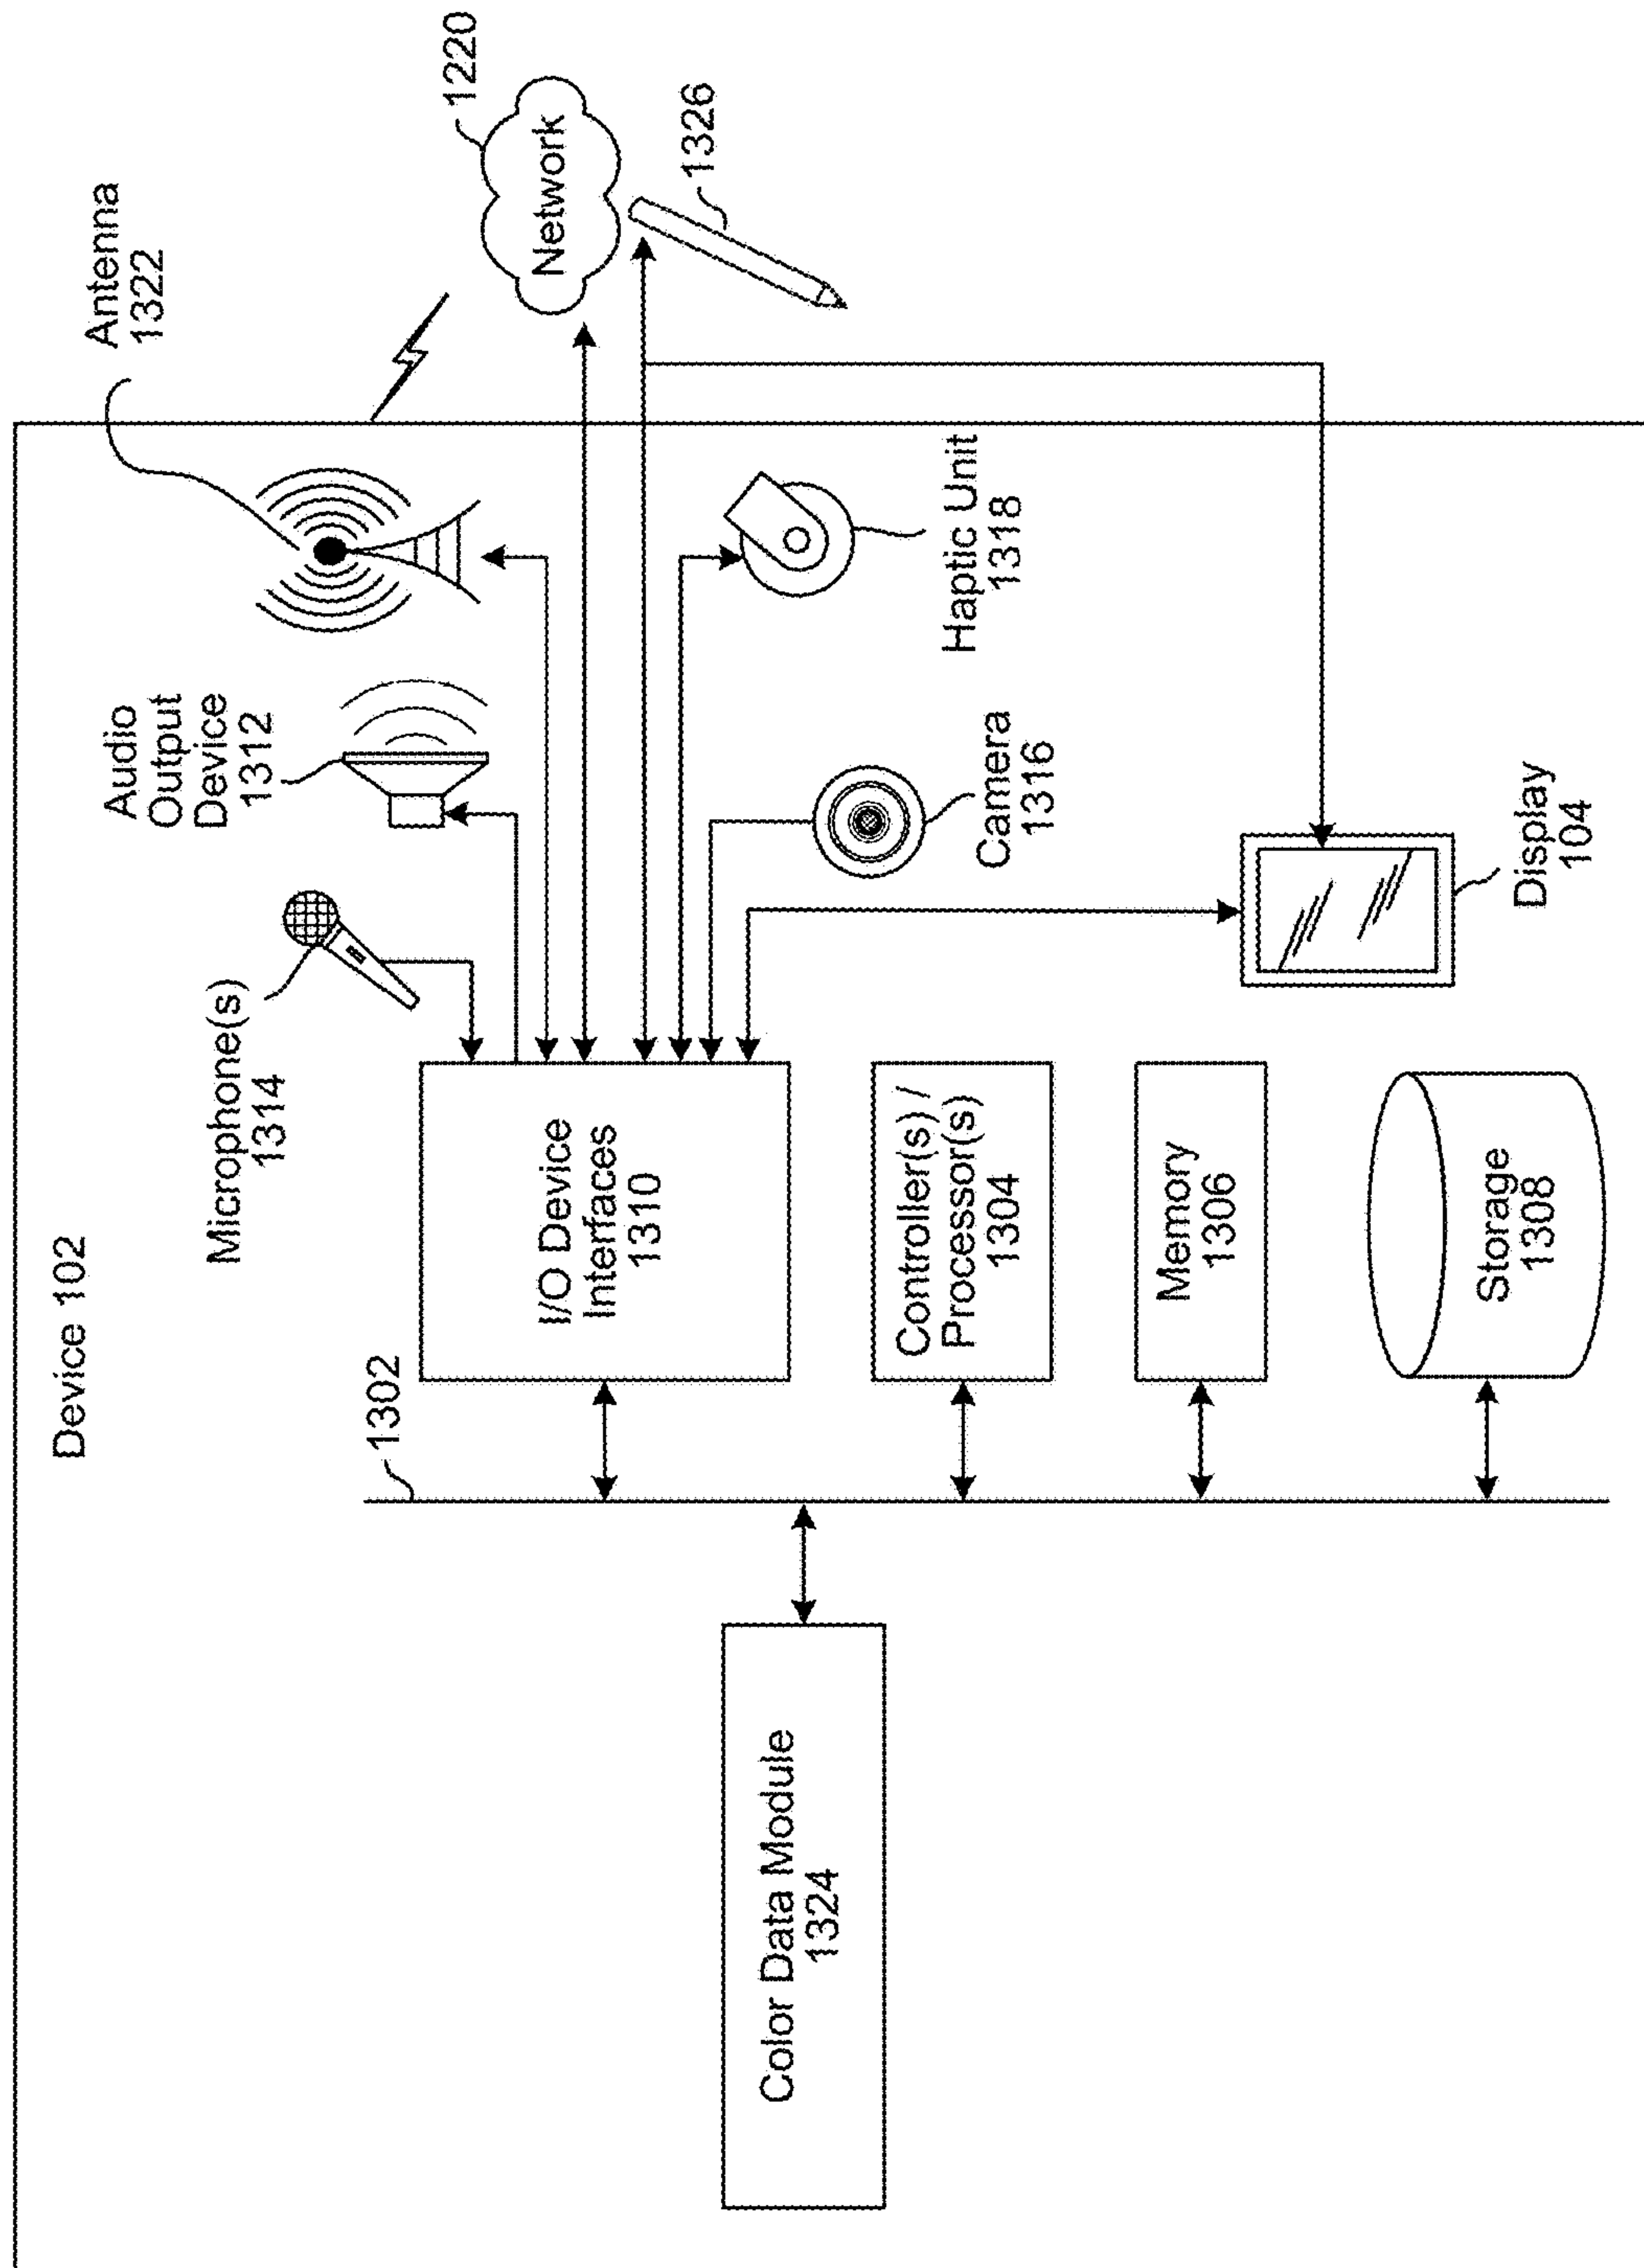 Device 102
Antenna
1322
Audio
Output
Device
1312
Microphone(s)
1314
1220
Network
1326
1302
I/O Device
Interfaces
1310
Haptic Unit
1318
Camera
1316
Color Data Module
1324
Controller(s) /
Processor(s)
1304
Memory
1306
Display
104
Storage
1308